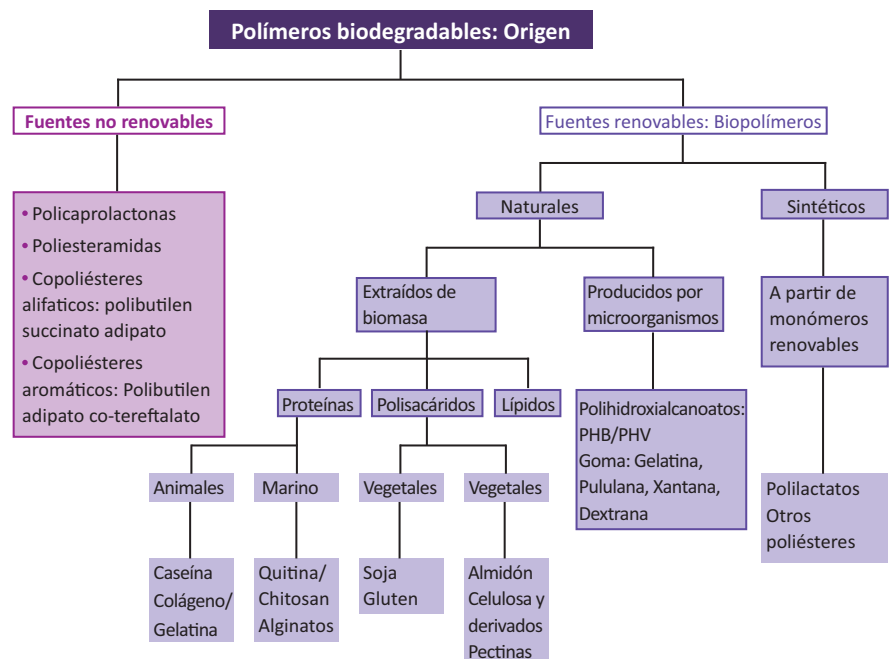 Polímeros biodegradables: Origen
Fuentes no renovables
Fuentes renovables: Biopolímeros
• Policaprolactonas
• Poliesteramidas
• Copoliésteres
alifaticos: polibutilen
succinato adipato
• Copoliésteres
aromáticos: Polibutilen
adipato co-tereftalato
Naturales
Sintéticos
Extraídos de
biomasa
Producidos por
microorganismos
A partir de
monómeros
renovables
Proteínas
Polisacáridos
Lípidos
Polihidroxialcanoatos:
PHB/PHV
Goma: Gelatina,
Pululana, Xantana,
Dextrana
Polilactatos
Otros
poliésteres
Animales
Marino
Vegetales
Vegetales
Caseína
Colágeno/
Gelatina
Quitina/
Chitosan
Alginatos
Soja
Gluten
Almidón
Celulosa y
derivados
Pectinas